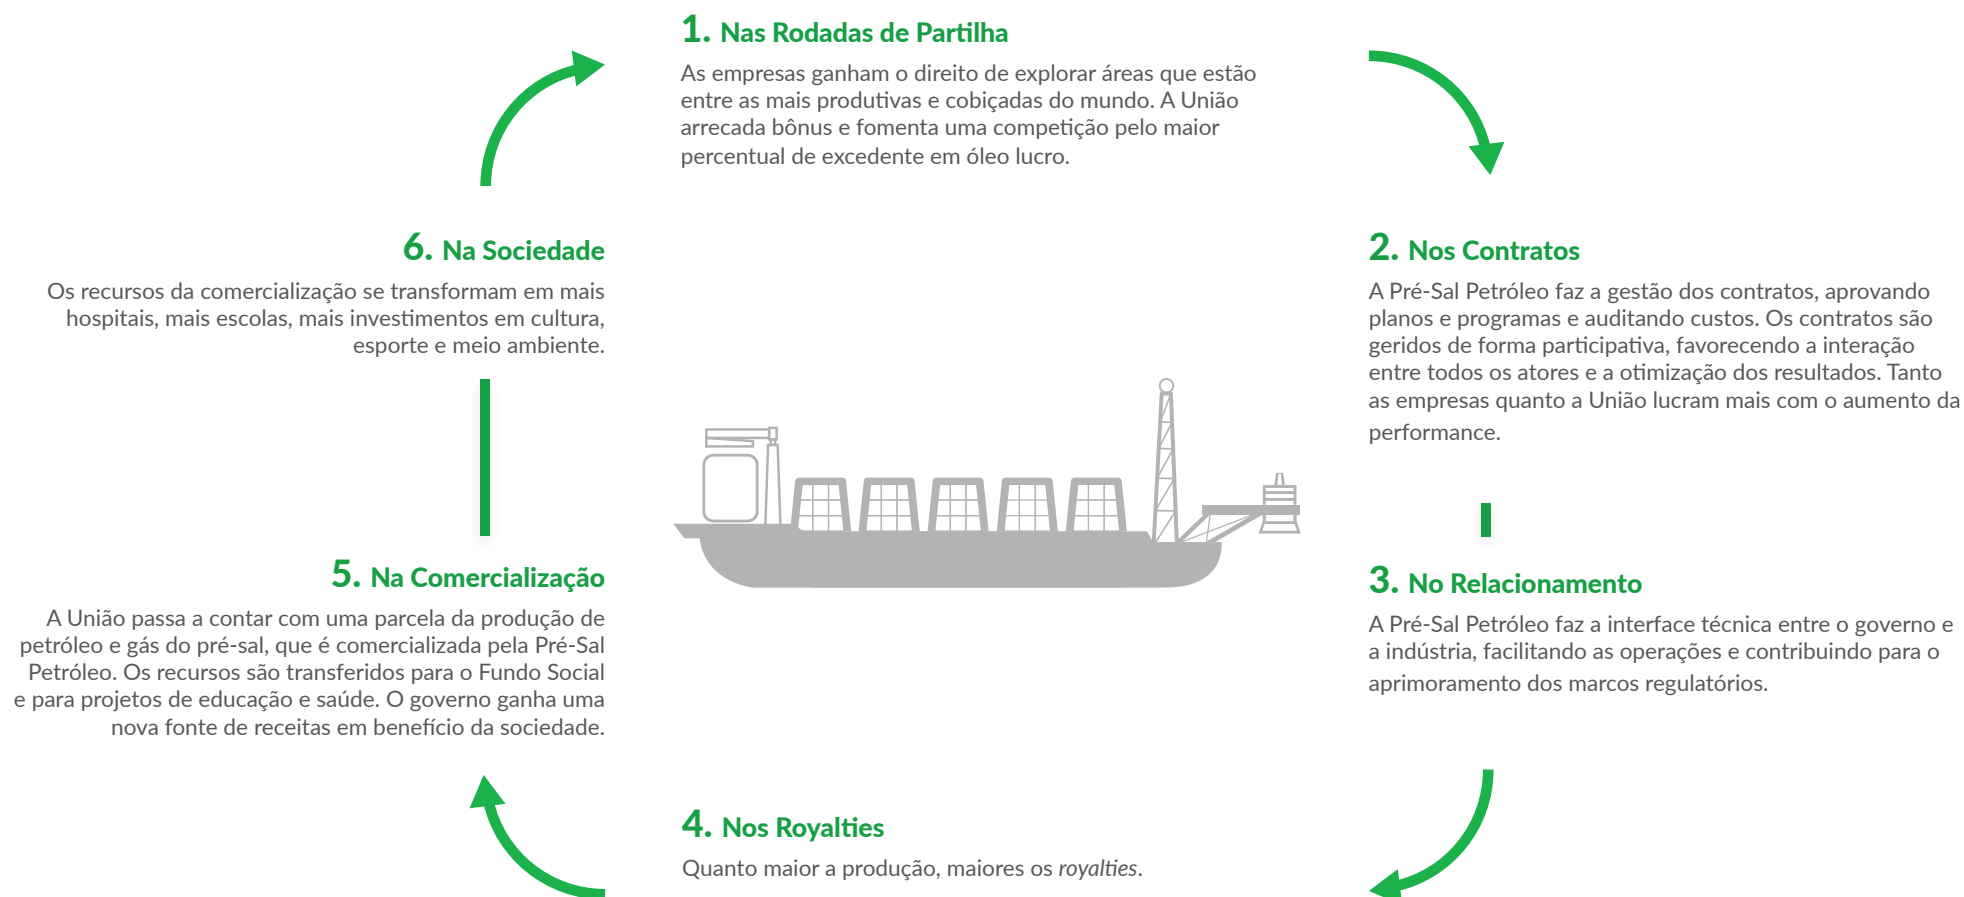 1. Nas Rodadas de Partilha
As empresas ganham o direito de explorar áreas que estão
entre as mais produtivas e cobiçadas do mundo. A União
arrecada bônus e fomenta uma competição pelo maior
percentual de excedente em óleo lucro.
2. Nos Contratos
A Pré-Sal Petróleo faz a gestão dos contratos, aprovando
planos e programas e auditando custos. Os contratos são
geridos de forma participativa, favorecendo a interação
entre todos os atores e a otimização dos resultados. Tanto
as empresas quanto a União lucram mais com o aumento da
performance.
3. No Relacionamento
A Pré-Sal Petróleo faz a interface técnica entre o governo e
a indústria, facilitando as operações e contribuindo para o
aprimoramento dos marcos regulatórios.
4. Nos Royalties
Quanto maior a produção, maiores os royalties.
5. Na Comercialização
A União passa a contar com uma parcela da produção de
petróleo e gás do pré-sal, que é comercializada pela Pré-Sal
Petróleo. Os recursos são transferidos para o Fundo Social
e para projetos de educação e saúde. O governo ganha uma
nova fonte de receitas em benefício da sociedade.
6. Na Sociedade
Os recursos da comercialização se transformam em mais
hospitais, mais escolas, mais investimentos em cultura,
esporte e meio ambiente.